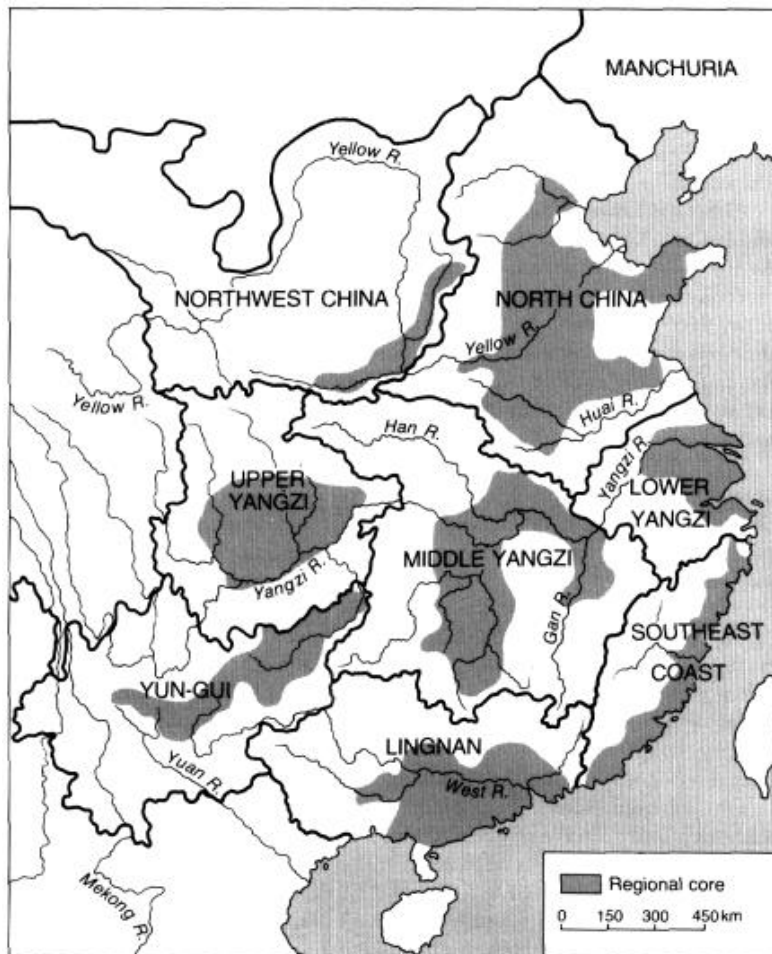 MANCHURIA
Yellow R.
NORTHWEST CHINA
NORTH CHINA
Yellow R.
Yellow R.
Huai R.
Han R.
Yangzi R.
UPPER
YANGZI
LOWER
YANGZI
MIDDLE YANGZI
Yangzi R.
Gan R.
SOUTHEAST
COAST
YUN-GUI
LINGNAN
Yuan R.
West R.
Mekong R.
Regional core
0 150 300 450 km